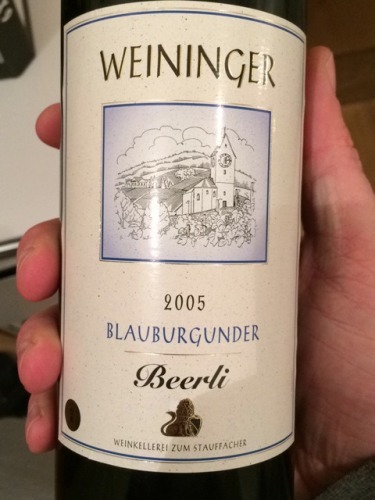 WEININGER
2005
BLAUBURGUNDER
Beerli
WEINKELLEREI ZUM STAUFFACHER